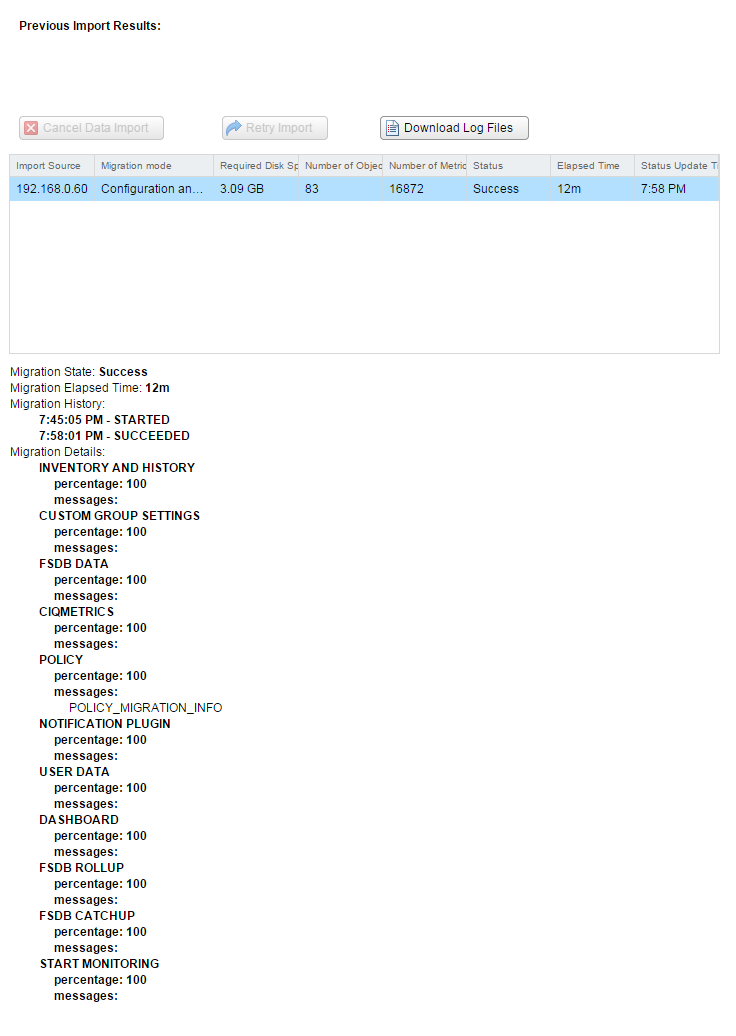 Previous Import Results:
Cancel Data Import Retry Import Download Log Files
Import Source Migration mode Required Disk Sp Number of Objec Number of Metric Status Elapsed Time Status Update Ti
192.168.0.60 Configuration an... 3.09 GB 83 16872 Success 12m 7:58 PM
Migration State: Success
Migration Elapsed Time: 12m
Migration History:
7:45:05 PM - STARTED
7:58:01 PM - SUCCEEDED
Migration Details:
INVENTORY AND HISTORY
percentage: 100
messages:
CUSTOM GROUP SETTINGS
percentage: 100
messages:
FSDB DATA
percentage: 100
messages:
CIQMETRICS
percentage: 100
messages:
POLICY
percentage: 100
messages:
POLICY_MIGRATION_INFO
NOTIFICATION PLUGIN
percentage: 100
messages:
USER DATA
percentage: 100
messages:
DASHBOARD
percentage: 100
messages:
FSDB ROLLUP
percentage: 100
messages:
FSDB CATCHUP
percentage: 100
messages:
START MONITORING
percentage: 100
messages: